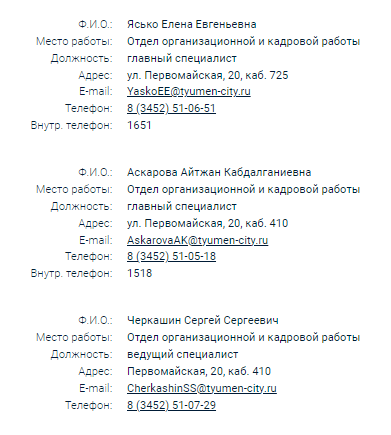 Ф.И.О.: Ясько Елена Евгеньевна
Место работы: Отдел организационной и кадровой работы
Должность: главный специалист
Адрес: ул. Первомайская, 20, каб. 725
E-mail: YaskoEE@tyumen-city.ru
Телефон: 8 (3452) 51-06-51
Внутр. телефон: 1651
Ф.И.О.: Аскарова Айтжан Кабдалганиевна
Место работы: Отдел организационной и кадровой работы
Должность: главный специалист
Адрес: ул. Первомайская, 20, каб. 410
E-mail: AskarovaAK@tyumen-city.ru
Телефон: 8 (3452) 51-05-18
Внутр. телефон: 1518
Ф.И.О.: Черкашин Сергей Сергеевич
Место работы: Отдел организационной и кадровой работы
Должность: ведущий специалист
Адрес: Первомайская, 20, каб. 410
E-mail: CherkashinSS@tyumen-city.ru
Телефон: 8 (3452) 51-07-29